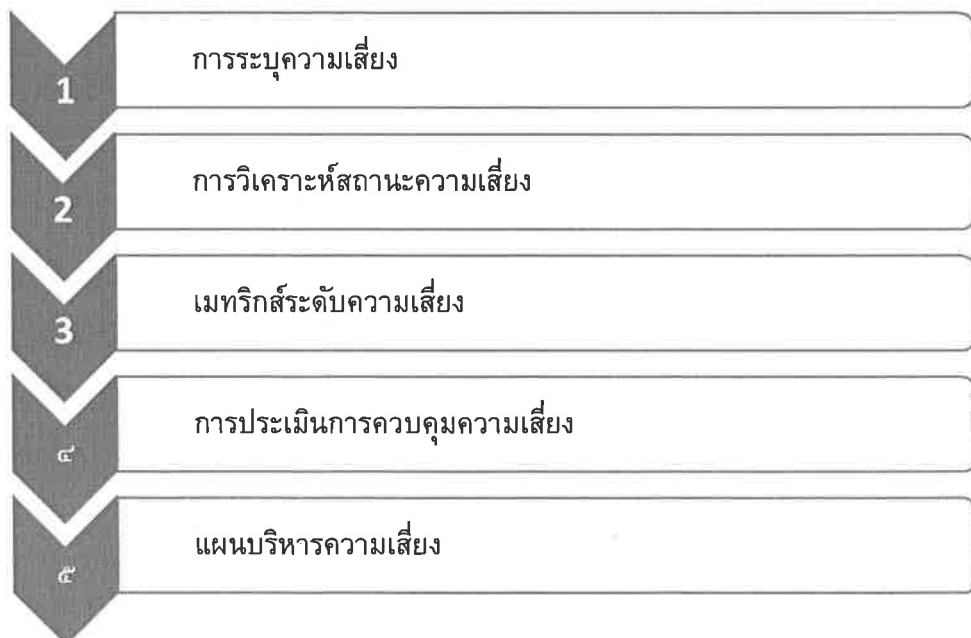 1
การระบุความเสี่ยง
2
การวิเคราะห์สถานะความเสี่ยง
3
เมทริกส์ระดับความเสี่ยง
๔
การประเมินการควบคุมความเสี่ยง
๕
แผนบริหารความเสี่ยง